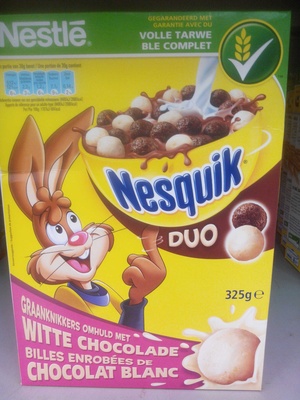 Nestlé
GEGARANDEERD MET
GARANTIE AVEC DU
VOLLE TARWE
BLE COMPLET
Nesquik
DUO
325g e
GRAANKNIKKERS OMHULD MET
WITTE CHOCOLADE
BILLES ENROBÉES DE
CHOCOLAT BLANC